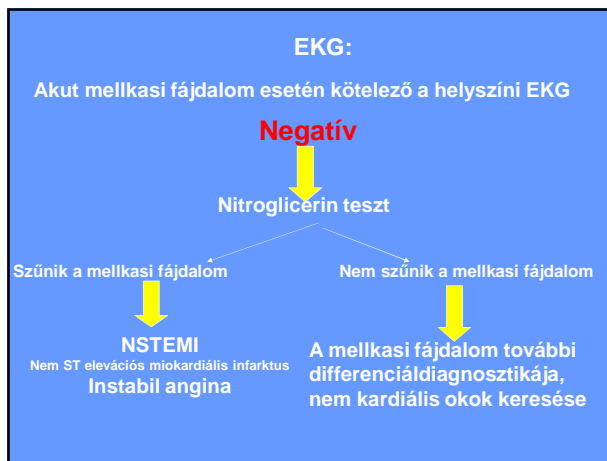 EKG:
Akut mellkasi fájdalom esetén kötelező a helyszíni EKG
Negatív
Nitroglicerin teszt
Szűnik a mellkasi fájdalom
Nem szűnik a mellkasi fájdalom
NSTEMI
Nem ST elevációs miokardiális infarktus
Instabil angina
A mellkasi fájdalom további
differenciáldiagnosztikája,
nem kardiális okok keresése